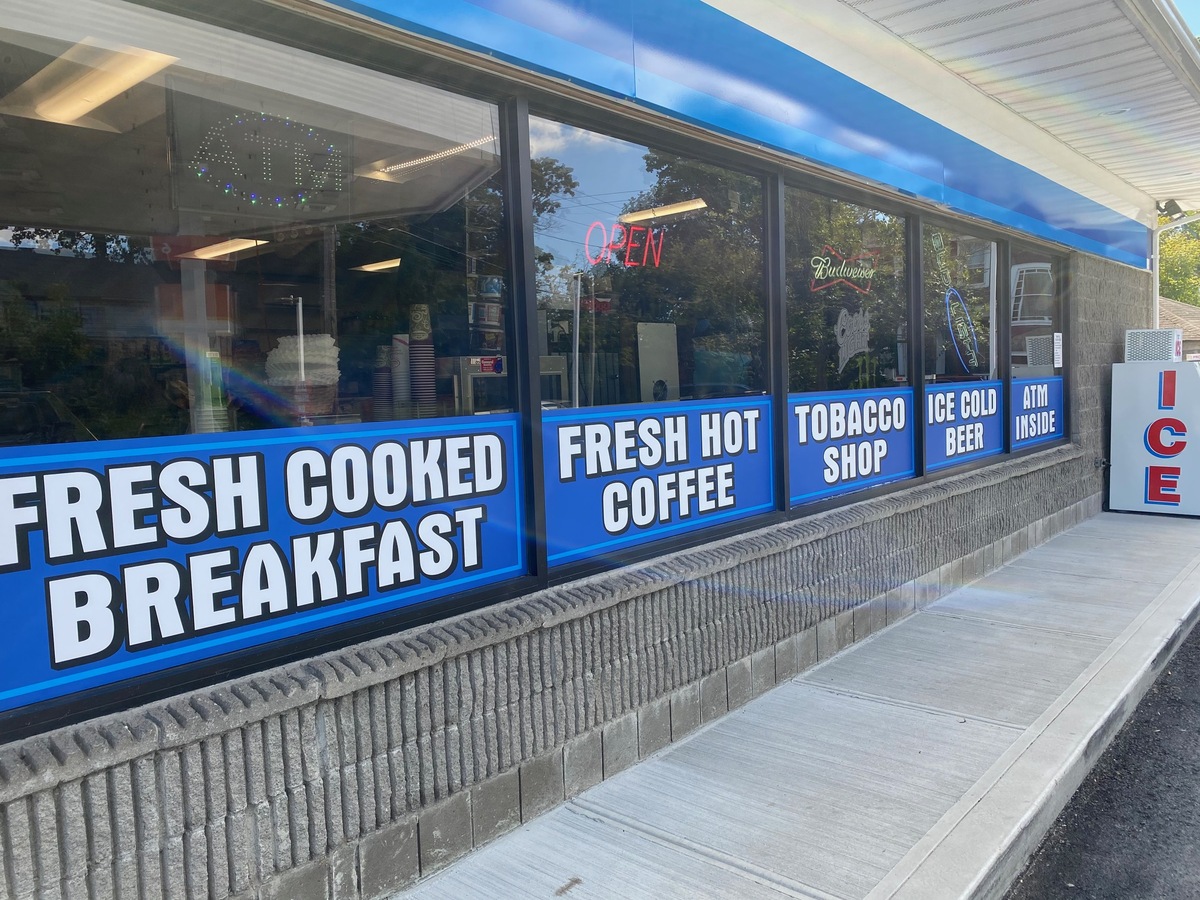 ATM
OPEN
Budweiser
FRESH COOKED
BREAKFAST
FRESH HOT
COFFEE
TOBACCO
SHOP
ICE COLD
BEER
ATM
INSIDE
ICE